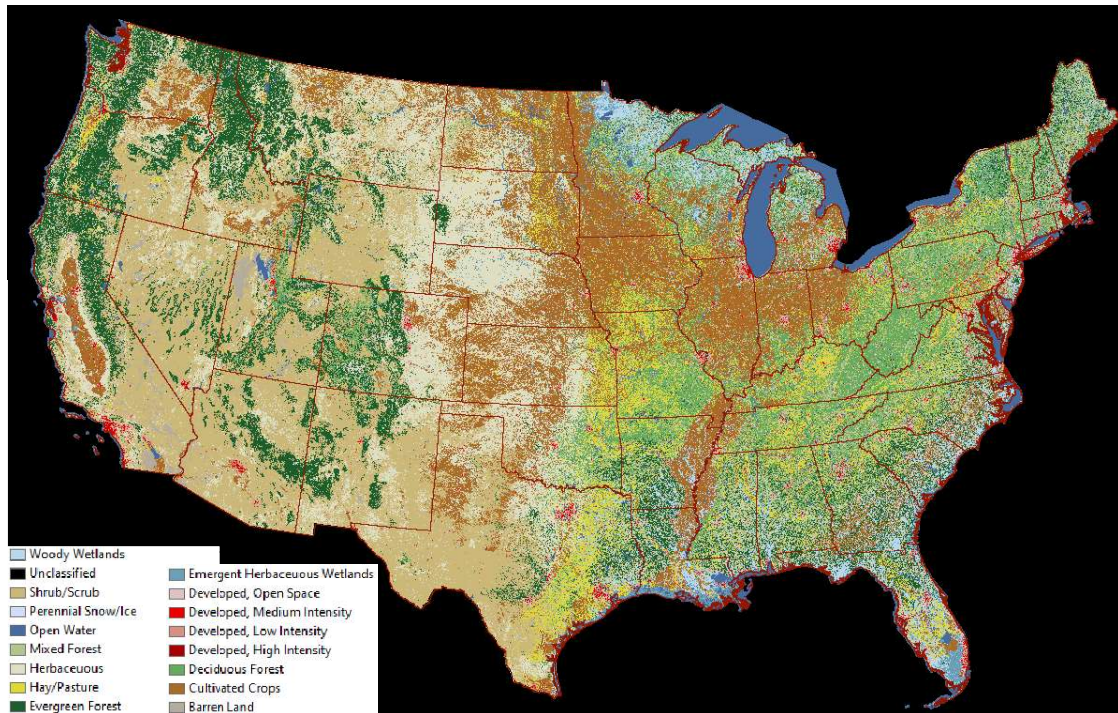 Woody Wetlands
Unclassified
Shrub/Scrub
Perennial Snow/Ice
Open Water
Mixed Forest
Herbaceuous
Hay/Pasture
Evergreen Forest
Emergent Herbaceuous Wetlands
Developed, Open Space
Developed, Medium Intensity
Developed, Low Intensity
Developed, High Intensity
Deciduous Forest
Cultivated Crops
Barren Land